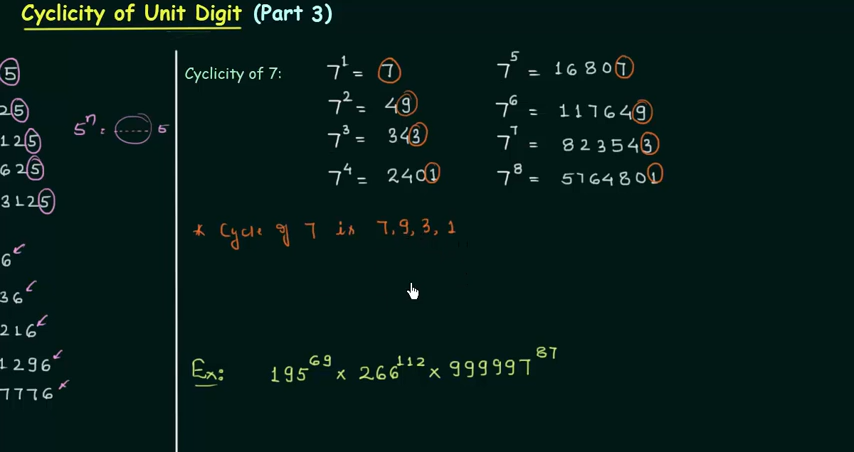 Cyclicity of Unit Digit (Part 3)
5
25
125
625
3125
5ⁿ = ----- 5
6
36
216
1296
7776
Cyclicity of 7:
7¹ = 7
7² = 49
7³ = 343
7⁴ = 2401
7⁵ = 16807
7⁶ = 117649
7⁷ = 823543
7⁸ = 5764801
* Cycle of 7 is 7, 9, 3, 1
Ex: 195⁶⁹ x 266¹¹² x 999997⁸⁷